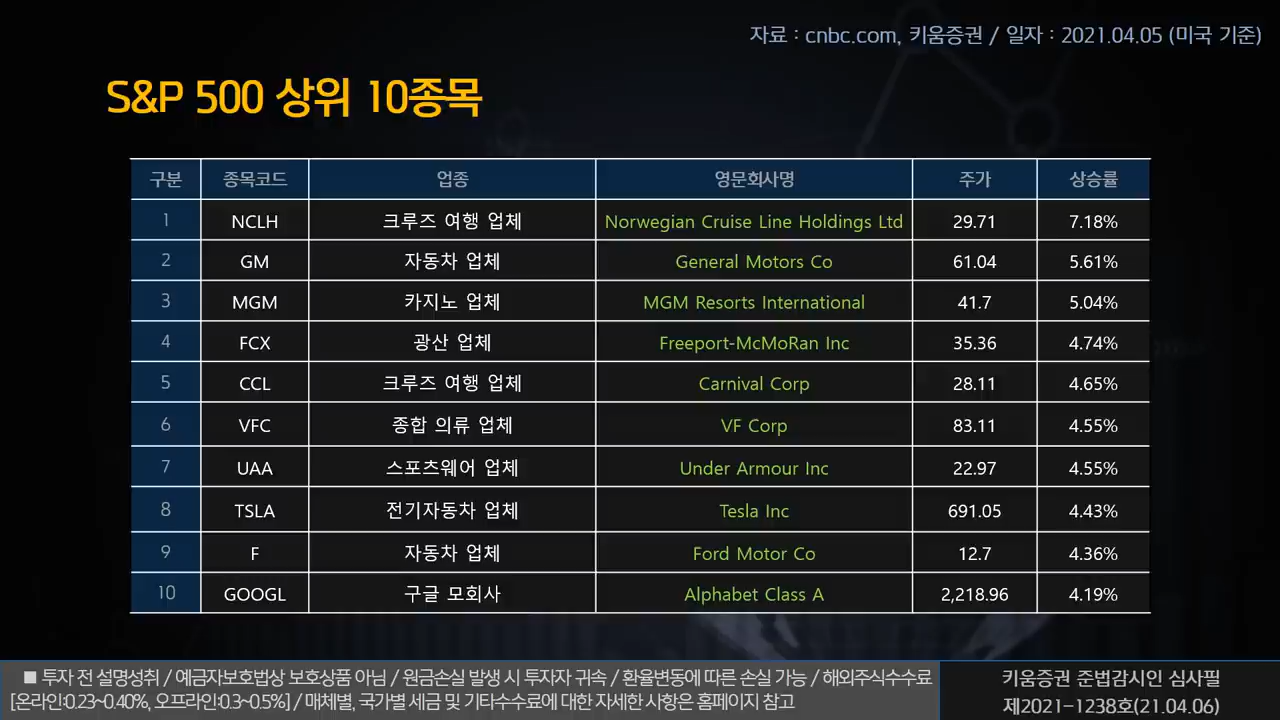 자료 : cnbc.com, 키움증권 / 일자 : 2021.04.05 (미국 기준)
S&P 500 상위 10종목
구분 종목코드 업종 영문회사명 주가 상승률
1 NCLH 크루즈 여행 업체 Norwegian Cruise Line Holdings Ltd 29.71 7.18%
2 GM 자동차 업체 General Motors Co 61.04 5.61%
3 MGM 카지노 업체 MGM Resorts International 41.7 5.04%
4 FCX 광산 업체 Freeport-McMoRan Inc 35.36 4.74%
5 CCL 크루즈 여행 업체 Carnival Corp 28.11 4.65%
6 VFC 종합 의류 업체 VF Corp 83.11 4.55%
7 UAA 스포츠웨어 업체 Under Armour Inc 22.97 4.55%
8 TSLA 전기자동차 업체 Tesla Inc 691.05 4.43%
9 F 자동차 업체 Ford Motor Co 12.7 4.36%
10 GOOGL 구글 모회사 Alphabet Class A 2,218.96 4.19%
■ 투자 전 설명성취 / 예금자보호법상 보호상품 아님 / 원금손실 발생 시 투자자 귀속 / 환율변동에 따른 손실 가능 / 해외주식수수료
[온라인:0.23~0.40%, 오프라인:0.3~0.5%] / 매체별, 국가별 세금 및 기타수수료에 대한 자세한 사항은 홈페이지 참고
키움증권 준법감시인 심사필
제2021-1238호(21.04.06)